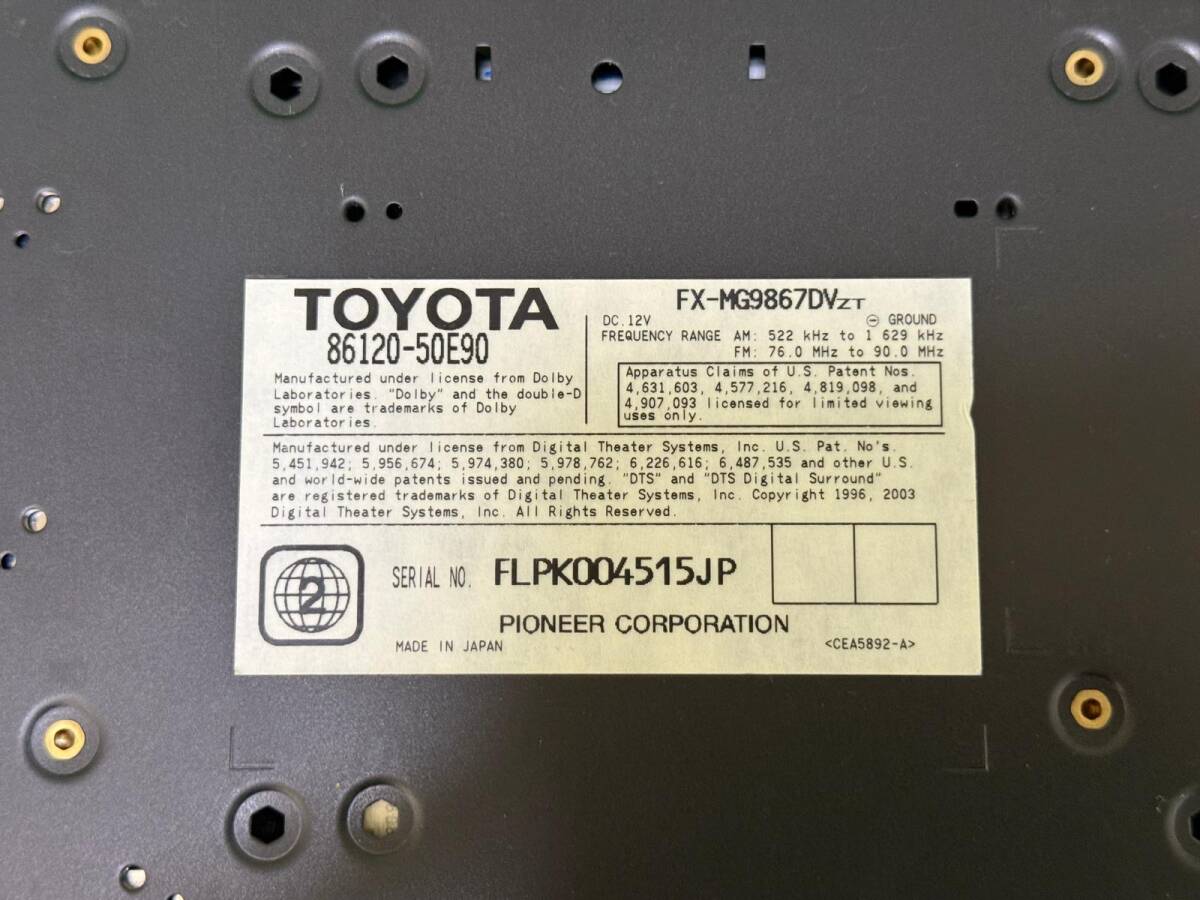 TOYOTA
86120-50E90
Manufactured under license from Dolby
Laboratories. "Dolby" and the double-D
symbol are trademarks of Dolby
Laboratories.
FX-MG9867DVZT
DC.12V ⊖ GROUND
FREQUENCY RANGE AM: 522 kHz to 1 629 kHz
FM: 76.0 MHz to 90.0 MHz
Apparatus Claims of U.S. Patent Nos.
4,631,603, 4,577,216, 4,819,098, and
4,907,093 licensed for limited viewing
uses only.
Manufactured under license from Digital Theater Systems, Inc. U.S. Pat. No's.
5,451,942; 5,956,674; 5,974,380; 5,978,762; 6,226,616; 6,487,535 and other U.S.
and world-wide patents issued and pending. "DTS" and "DTS Digital Surround"
are registered trademarks of Digital Theater Systems, Inc. Copyright 1996, 2003
Digital Theater Systems, Inc. All Rights Reserved.
2
SERIAL NO. FLPK004515JP
PIONEER CORPORATION
MADE IN JAPAN
<CEA5892-A>